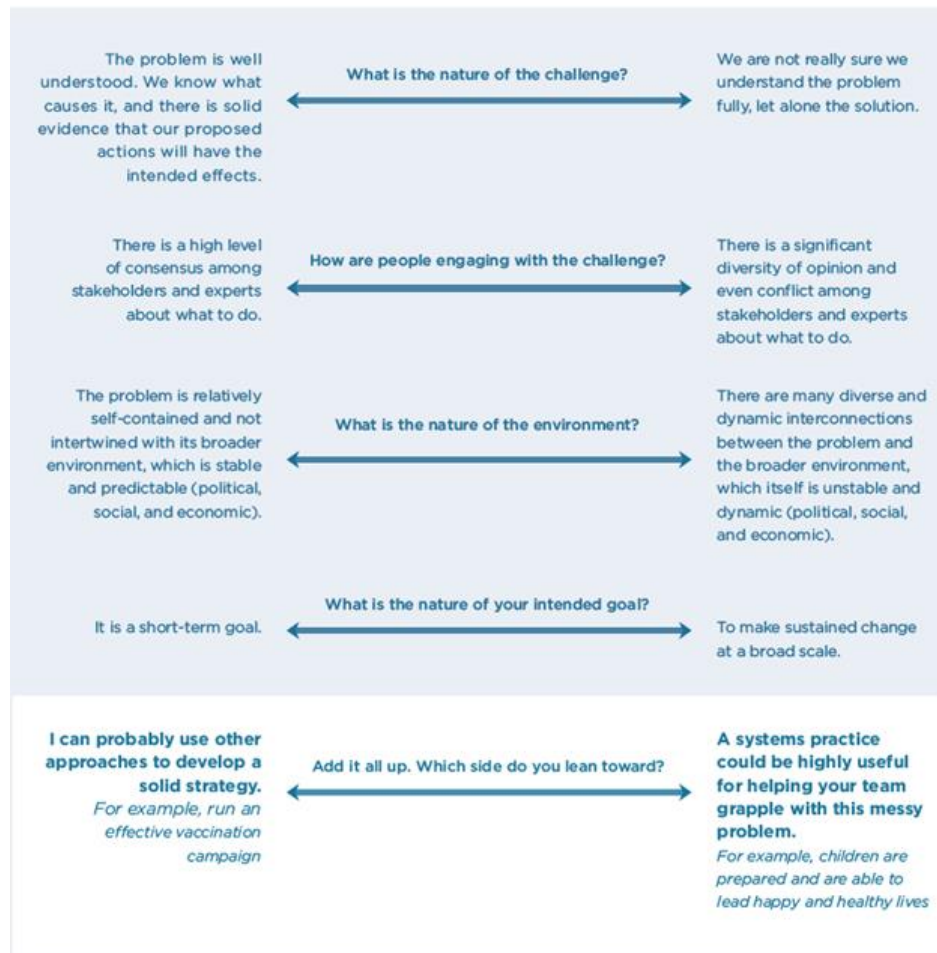 The problem is well
understood. We know what
causes it, and there is solid
evidence that our proposed
actions will have the
intended effects.
What is the nature of the challenge?
We are not really sure we
understand the problem
fully, let alone the solution.
There is a high level
of consensus among
stakeholders and experts
about what to do.
How are people engaging with the challenge?
There is a significant
diversity of opinion and
even conflict among
stakeholders and experts
about what to do.
The problem is relatively
self-contained and not
intertwined with its broader
environment, which is stable
and predictable (political,
social, and economic).
What is the nature of the environment?
There are many diverse and
dynamic interconnections
between the problem and
the broader environment,
which itself is unstable and
dynamic (political, social,
and economic).
It is a short-term goal.
What is the nature of your intended goal?
To make sustained change
at a broad scale.
I can probably use other
approaches to develop a
solid strategy.
For example, run an
effective vaccination
campaign
Add it all up. Which side do you lean toward?
A systems practice
could be highly useful
for helping your team
grapple with this messy
problem.
For example, children are
prepared and are able to
lead happy and healthy lives